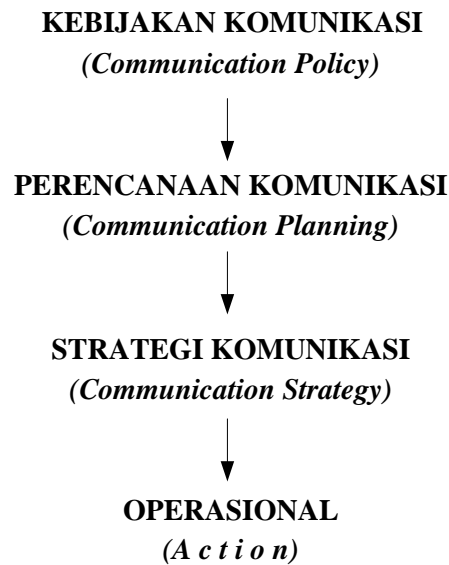 KEBIJAKAN KOMUNIKASI
(Communication Policy)
PERENCANAAN KOMUNIKASI
(Communication Planning)
STRATEGI KOMUNIKASI
(Communication Strategy)
OPERASIONAL
(A c t i o n)